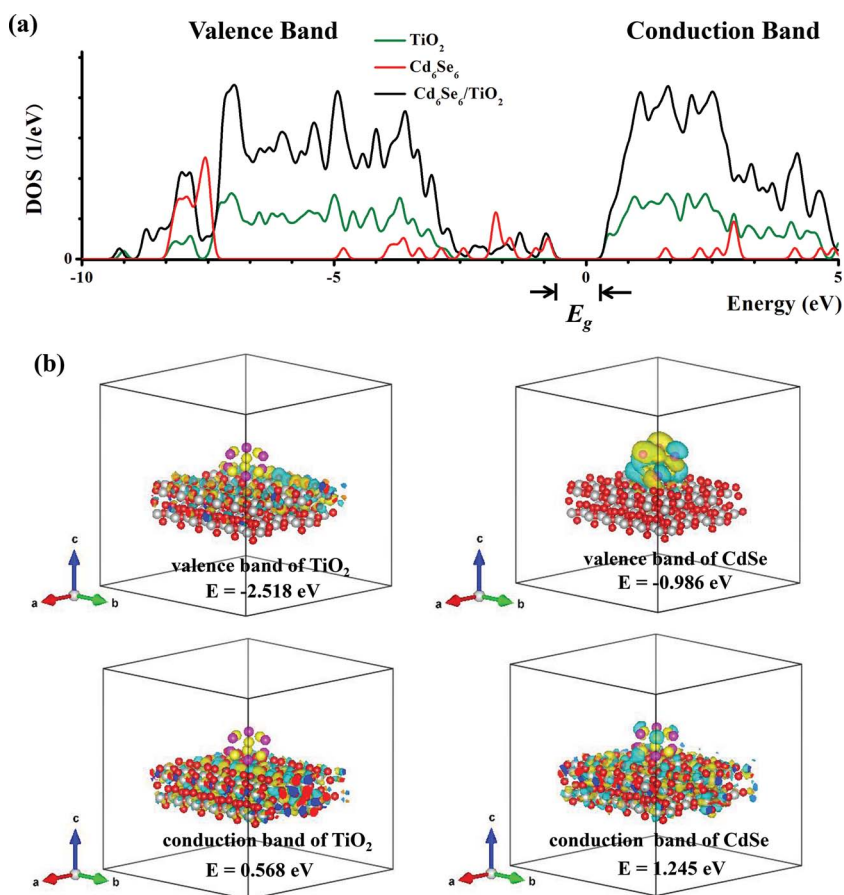 (a)
Valence Band
Conduction Band
TiO₂
Cd₆Se₆
Cd₆Se₆/TiO₂
DOS (1/eV)
0
-10
-5
0
5
E_g
Energy (eV)
(b)
c
a
b
valence band of TiO₂
E = -2.518 eV
c
a
b
valence band of CdSe
E = -0.986 eV
c
a
b
conduction band of TiO₂
E = 0.568 eV
c
a
b
conduction band of CdSe
E = 1.245 eV